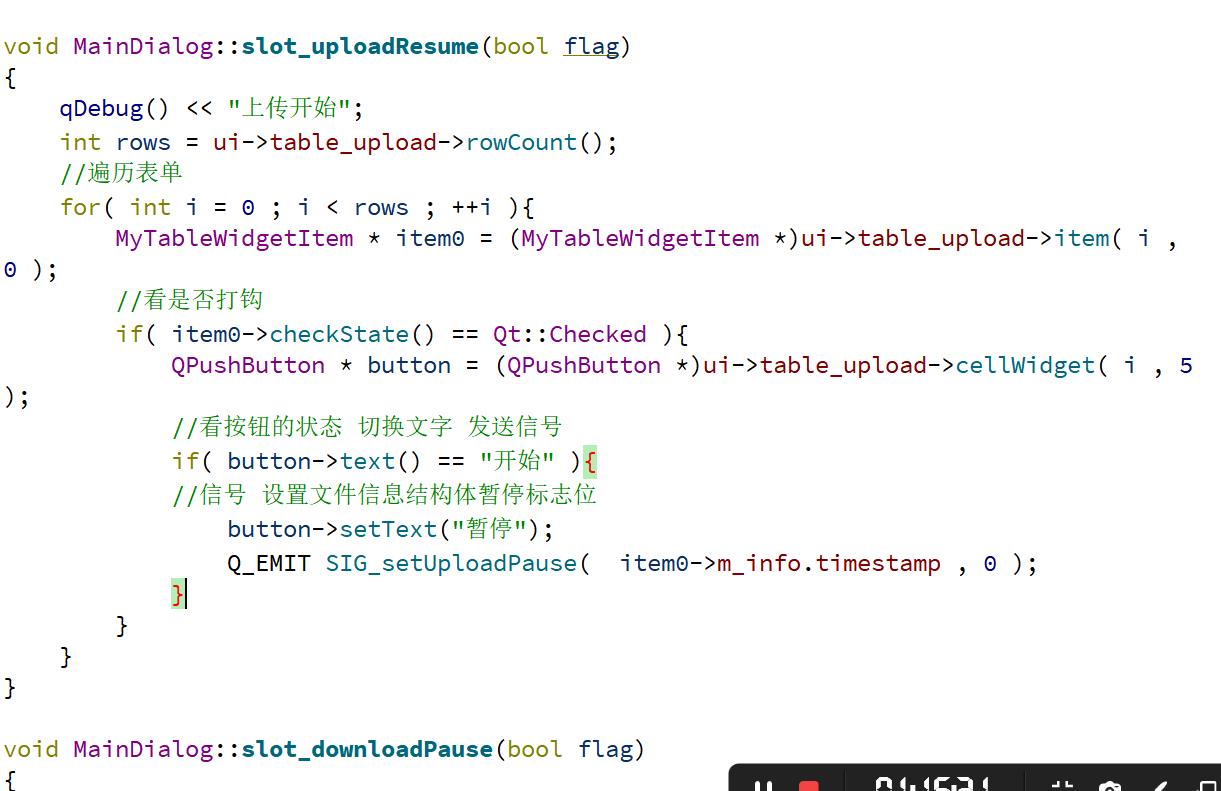 void MainDialog::slot_uploadResume(bool flag)
{
    qDebug() << "上传开始";
    int rows = ui->table_upload->rowCount();
    //遍历表单
    for( int i = 0 ; i < rows ; ++i ){
        MyTableWidgetItem * item0 = (MyTableWidgetItem *)ui->table_upload->item( i ,
0 );
        //看是否打钩
        if( item0->checkState() == Qt::Checked ){
            QPushButton * button = (QPushButton *)ui->table_upload->cellWidget( i , 5
);
            //看按钮的状态 切换文字 发送信号
            if( button->text() == "开始" ){
            //信号 设置文件信息结构体暂停标志位
                button->setText("暂停");
                Q_EMIT SIG_setUploadPause(  item0->m_info.timestamp , 0 );
            }
        }
    }
}
void MainDialog::slot_downloadPause(bool flag)
{